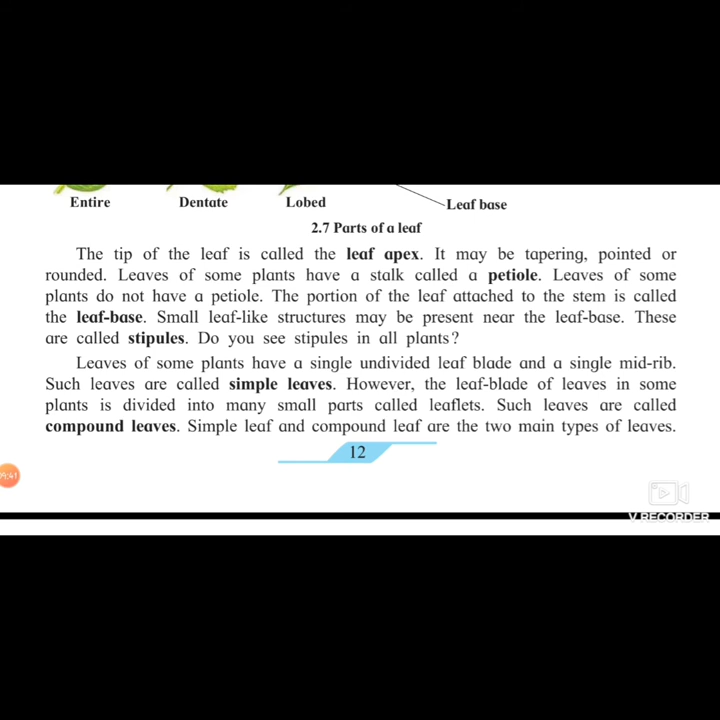 Entire Dentate Lobed Leaf base
2.7 Parts of a leaf
The tip of the leaf is called the leaf apex. It may be tapering, pointed or
rounded. Leaves of some plants have a stalk called a petiole. Leaves of some
plants do not have a petiole. The portion of the leaf attached to the stem is called
the leaf-base. Small leaf-like structures may be present near the leaf-base. These
are called stipules. Do you see stipules in all plants?
Leaves of some plants have a single undivided leaf blade and a single mid-rib.
Such leaves are called simple leaves. However, the leaf-blade of leaves in some
plants is divided into many small parts called leaflets. Such leaves are called
compound leaves. Simple leaf and compound leaf are the two main types of leaves.
12
V RECORDER